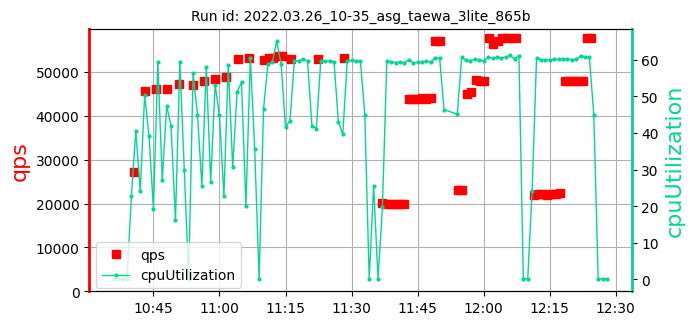 Run id: 2022.03.26_10-35_asg_taewa_3lite_865b
qps
50000
40000
30000
20000
10000
0
cpuUtilization
60
50
40
30
20
10
0
qps
cpuUtilization
10:45 11:00 11:15 11:30 11:45 12:00 12:15 12:30